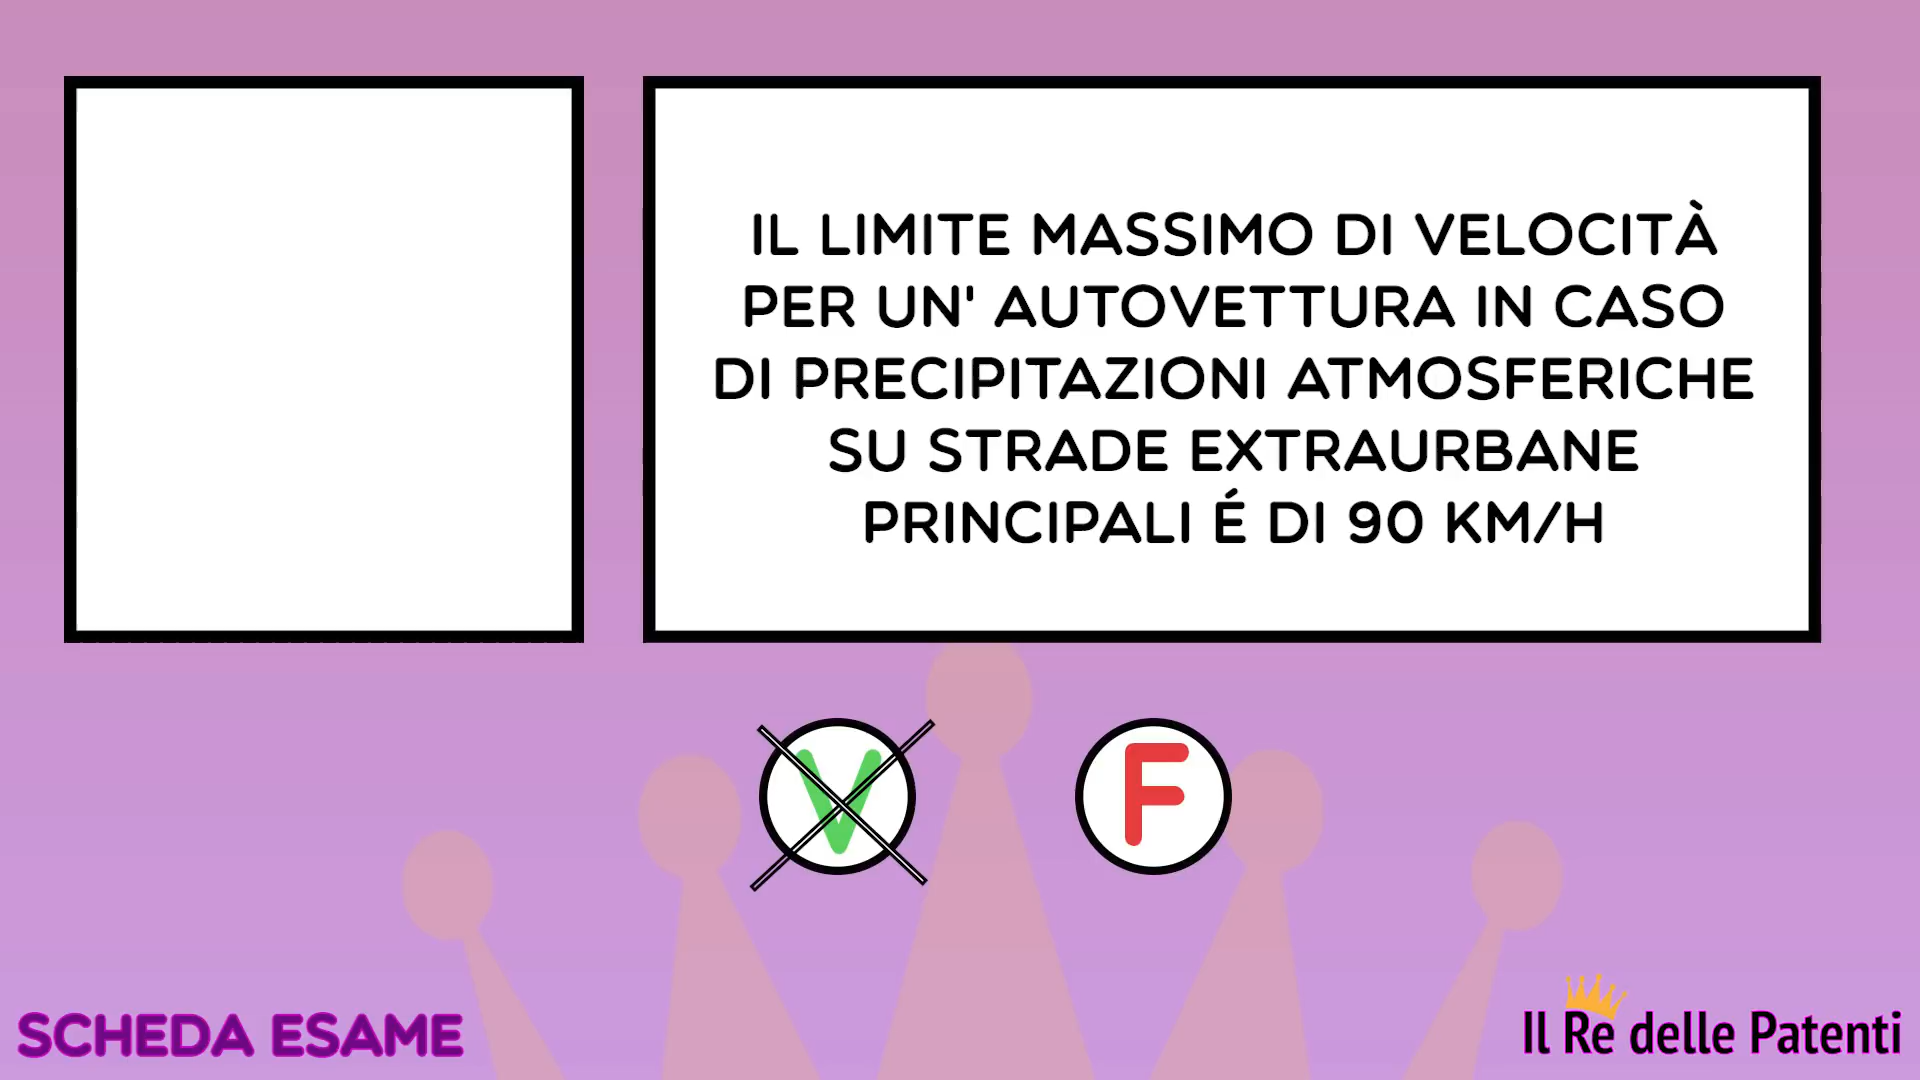 IL LIMITE MASSIMO DI VELOCITÀ
PER UN' AUTOVETTURA IN CASO
DI PRECIPITAZIONI ATMOSFERICHE
SU STRADE EXTRAURBANE
PRINCIPALI É DI 90 KM/H
V F
SCHEDA ESAME
Il Re delle Patenti